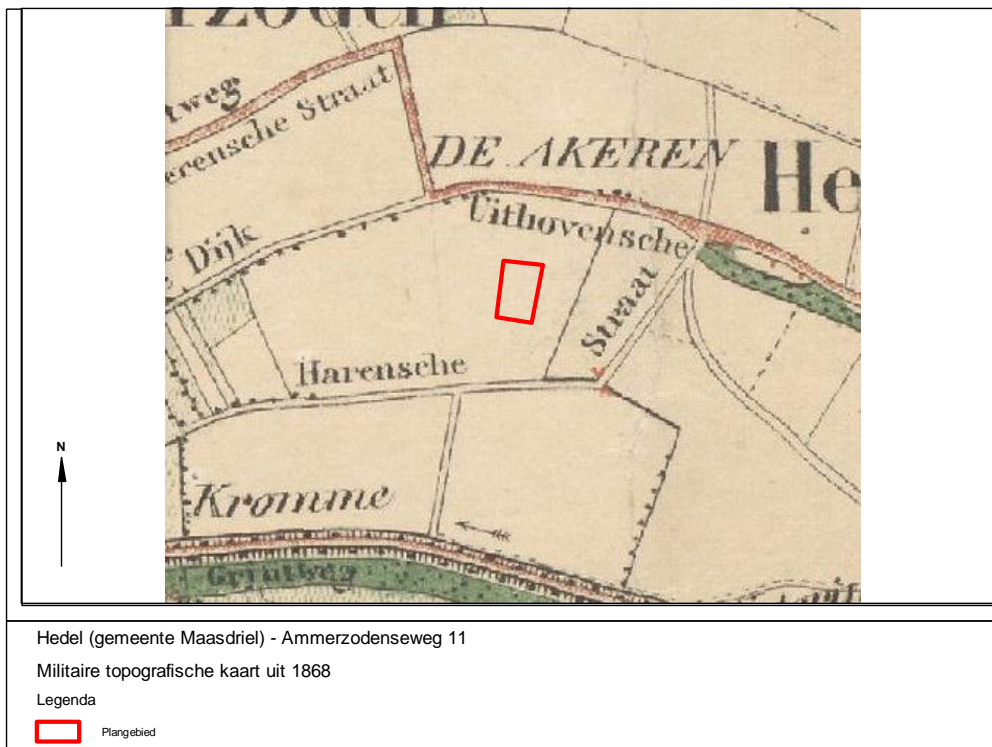 tweg
erensche Straat
DE AKEREN
He
Uithovensche
Dijk
Straat
Harensche
N
Kromme
Grintweg
Hedel (gemeente Maasdriel) - Ammerzodenseweg 11
Militaire topografische kaart uit 1868
Legenda
Plangebied